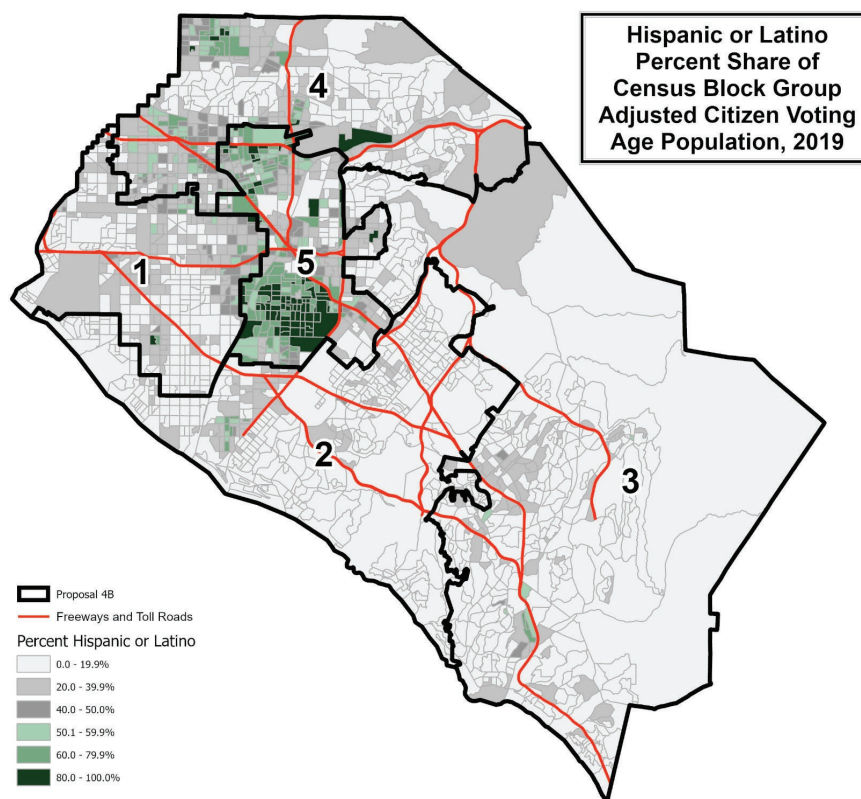 Hispanic or Latino
Percent Share of
Census Block Group
Adjusted Citizen Voting
Age Population, 2019
4
1
5
2
3
Proposal 4B
Freeways and Toll Roads
Percent Hispanic or Latino
0.0 - 19.9%
20.0 - 39.9%
40.0 - 50.0%
50.1 - 59.9%
60.0 - 79.9%
80.0 - 100.0%